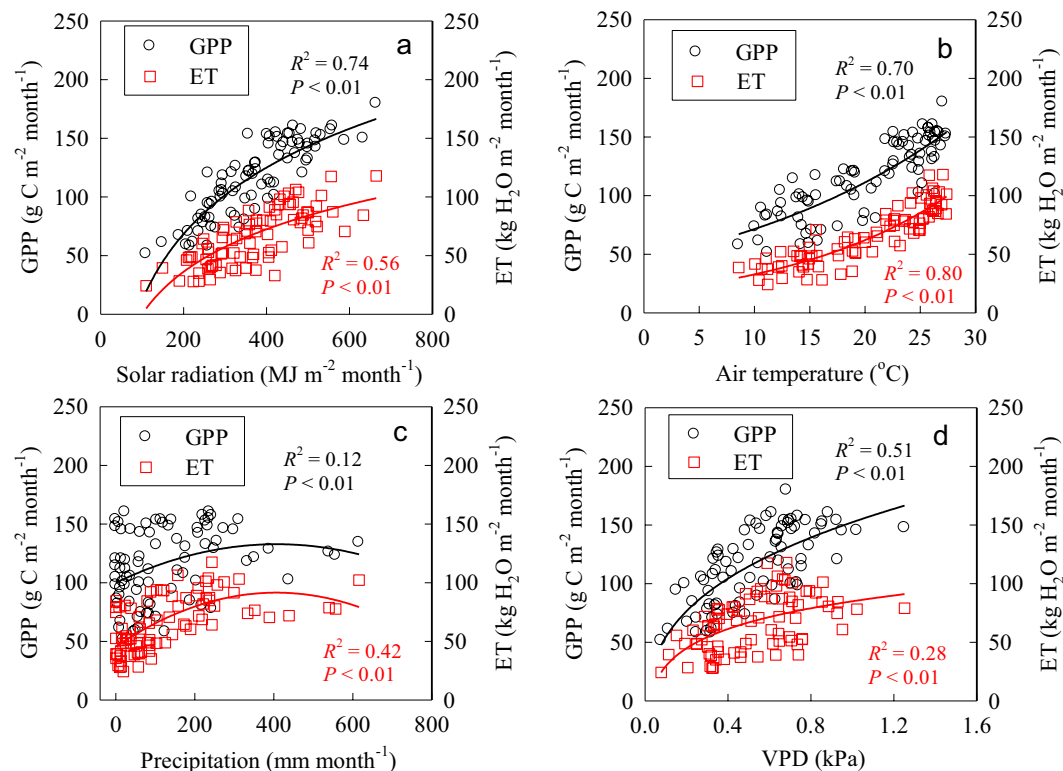 a
GPP
ET
R² = 0.74
P < 0.01
R² = 0.56
P < 0.01
250
200
150
100
50
0
250
200
150
100
50
0
0 200 400 600 800
GPP (g C m⁻² month⁻¹)
ET (kg H₂O m⁻² month⁻¹)
Solar radiation (MJ m⁻² month⁻¹)
b
GPP
ET
R² = 0.70
P < 0.01
R² = 0.80
P < 0.01
250
200
150
100
50
0
250
200
150
100
50
0
0 5 10 15 20 25 30
GPP (g C m⁻² month⁻¹)
ET (kg H₂O m⁻² month⁻¹)
Air temperature (°C)
c
GPP
ET
R² = 0.12
P < 0.01
R² = 0.42
P < 0.01
250
200
150
100
50
0
250
200
150
100
50
0
0 200 400 600 800
GPP (g C m⁻² month⁻¹)
ET (kg H₂O m⁻² month⁻¹)
Precipitation (mm month⁻¹)
d
GPP
ET
R² = 0.51
P < 0.01
R² = 0.28
P < 0.01
250
200
150
100
50
0
250
200
150
100
50
0
0.0 0.4 0.8 1.2 1.6
GPP (g C m⁻² month⁻¹)
ET (kg H₂O m⁻² month⁻¹)
VPD (kPa)